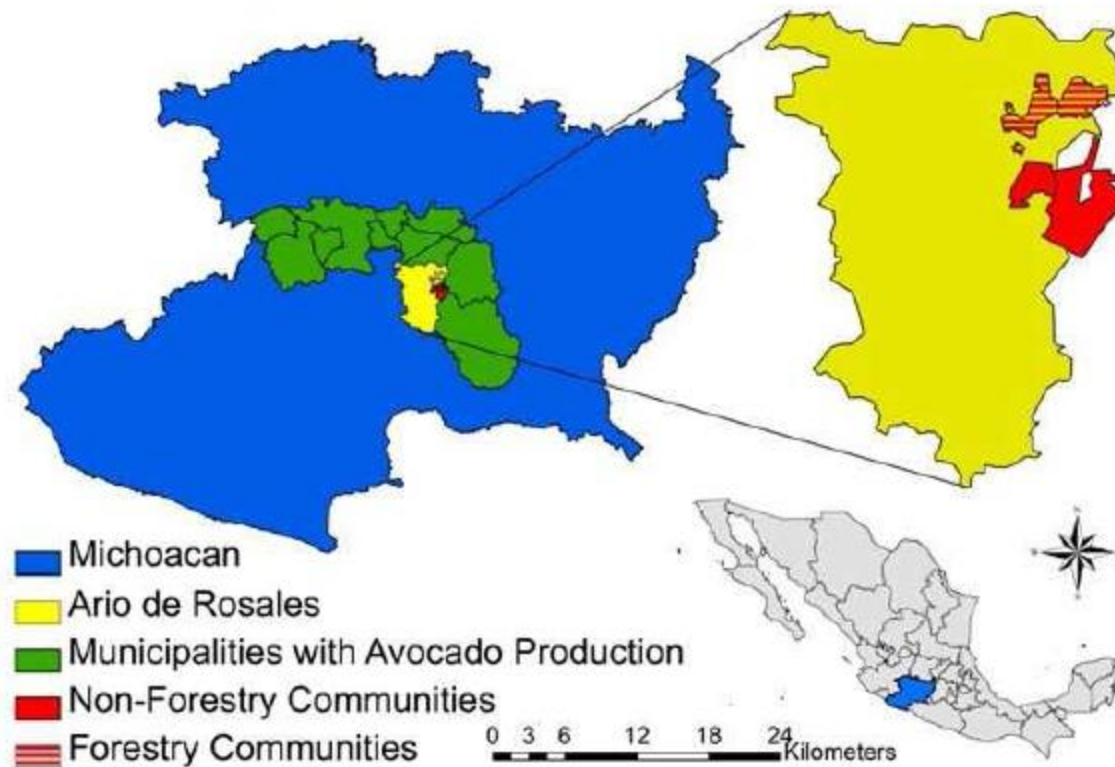 Michoacan
Ario de Rosales
Municipalities with Avocado Production
Non-Forestry Communities
Forestry Communities
0 3 6 12 18 24 Kilometers